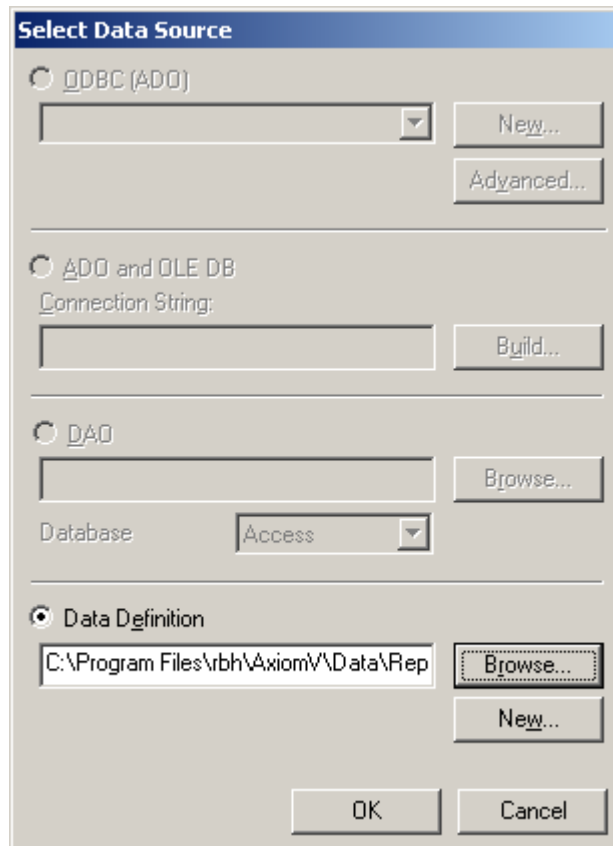 Select Data Source
ODBC (ADO)
New...
Advanced...
ADO and OLE DB
Connection String:
Build...
DAO
Browse...
Database
Access
Data Definition
C:\Program Files\rbh\AxiomV\Data\Rep
Browse...
New...
OK
Cancel